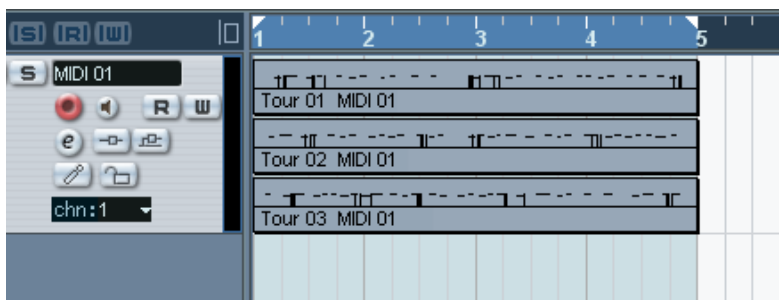 [S] [R] [W]
1 2 3 4 5
S MIDI 01
R W
e
chn:1
Tour 01 MIDI 01
Tour 02 MIDI 01
Tour 03 MIDI 01